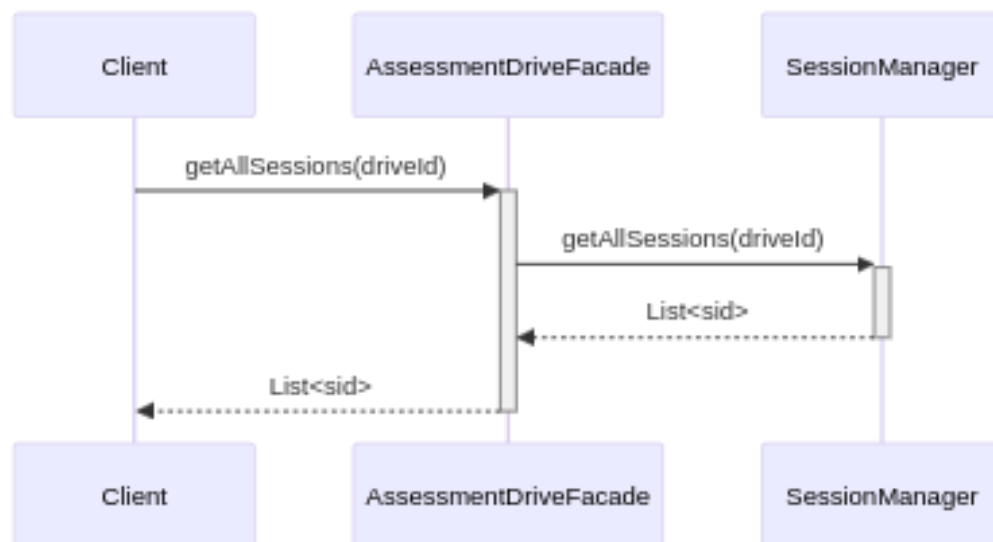 Client
AssessmentDriveFacade
SessionManager
getAllSessions(driveId)
getAllSessions(driveId)
List<sid>
List<sid>
Client
AssessmentDriveFacade
SessionManager